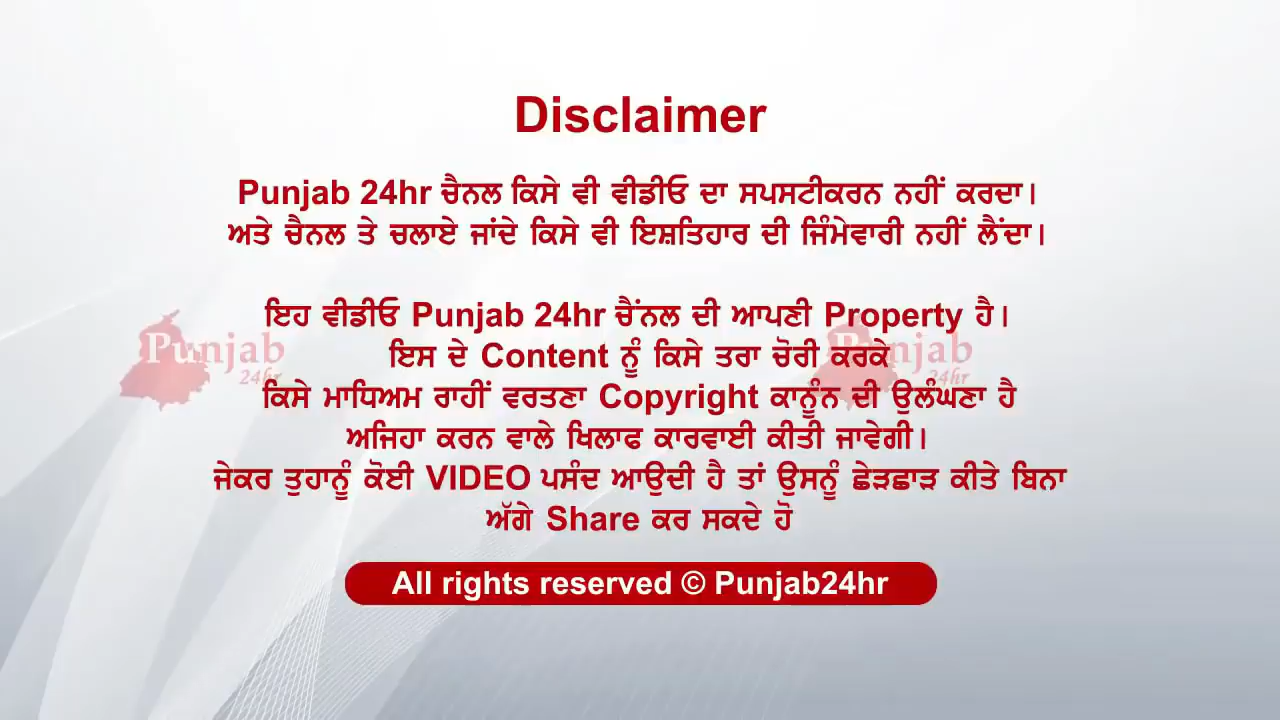 Disclaimer
Punjab 24hr ਚੈਨਲ ਕਿਸੇ ਵੀ ਵੀਡੀਓ ਦਾ ਸਪਸਟੀਕਰਨ ਨਹੀਂ ਕਰਦਾ।
ਅਤੇ ਚੈਨਲ ਤੇ ਚਲਾਏ ਜਾਂਦੇ ਕਿਸੇ ਵੀ ਇਸ਼ਤਿਹਾਰ ਦੀ ਜਿੰਮੇਵਾਰੀ ਨਹੀਂ ਲੈਂਦਾ।
ਇਹ ਵੀਡੀਓ Punjab 24hr ਚੈਂਨਲ ਦੀ ਆਪਣੀ Property ਹੈ।
ਇਸ ਦੇ Content ਨੂੰ ਕਿਸੇ ਤਰਾ ਚੋਰੀ ਕਰਕੇ
ਕਿਸੇ ਮਾਧਿਅਮ ਰਾਹੀਂ ਵਰਤਣਾ Copyright ਕਾਨੂੰਨ ਦੀ ਉਲੰਘਣਾ ਹੈ
ਅਜਿਹਾ ਕਰਨ ਵਾਲੇ ਖਿਲਾਫ ਕਾਰਵਾਈ ਕੀਤੀ ਜਾਵੇਗੀ।
ਜੇਕਰ ਤੁਹਾਨੂੰ ਕੋਈ VIDEO ਪਸੰਦ ਆਉਦੀ ਹੈ ਤਾਂ ਉਸਨੂੰ ਛੇੜਛਾੜ ਕੀਤੇ ਬਿਨਾ
ਅੱਗੇ Share ਕਰ ਸਕਦੇ ਹੋ
All rights reserved © Punjab24hr
Punjab
24hr
Punjab
24hr